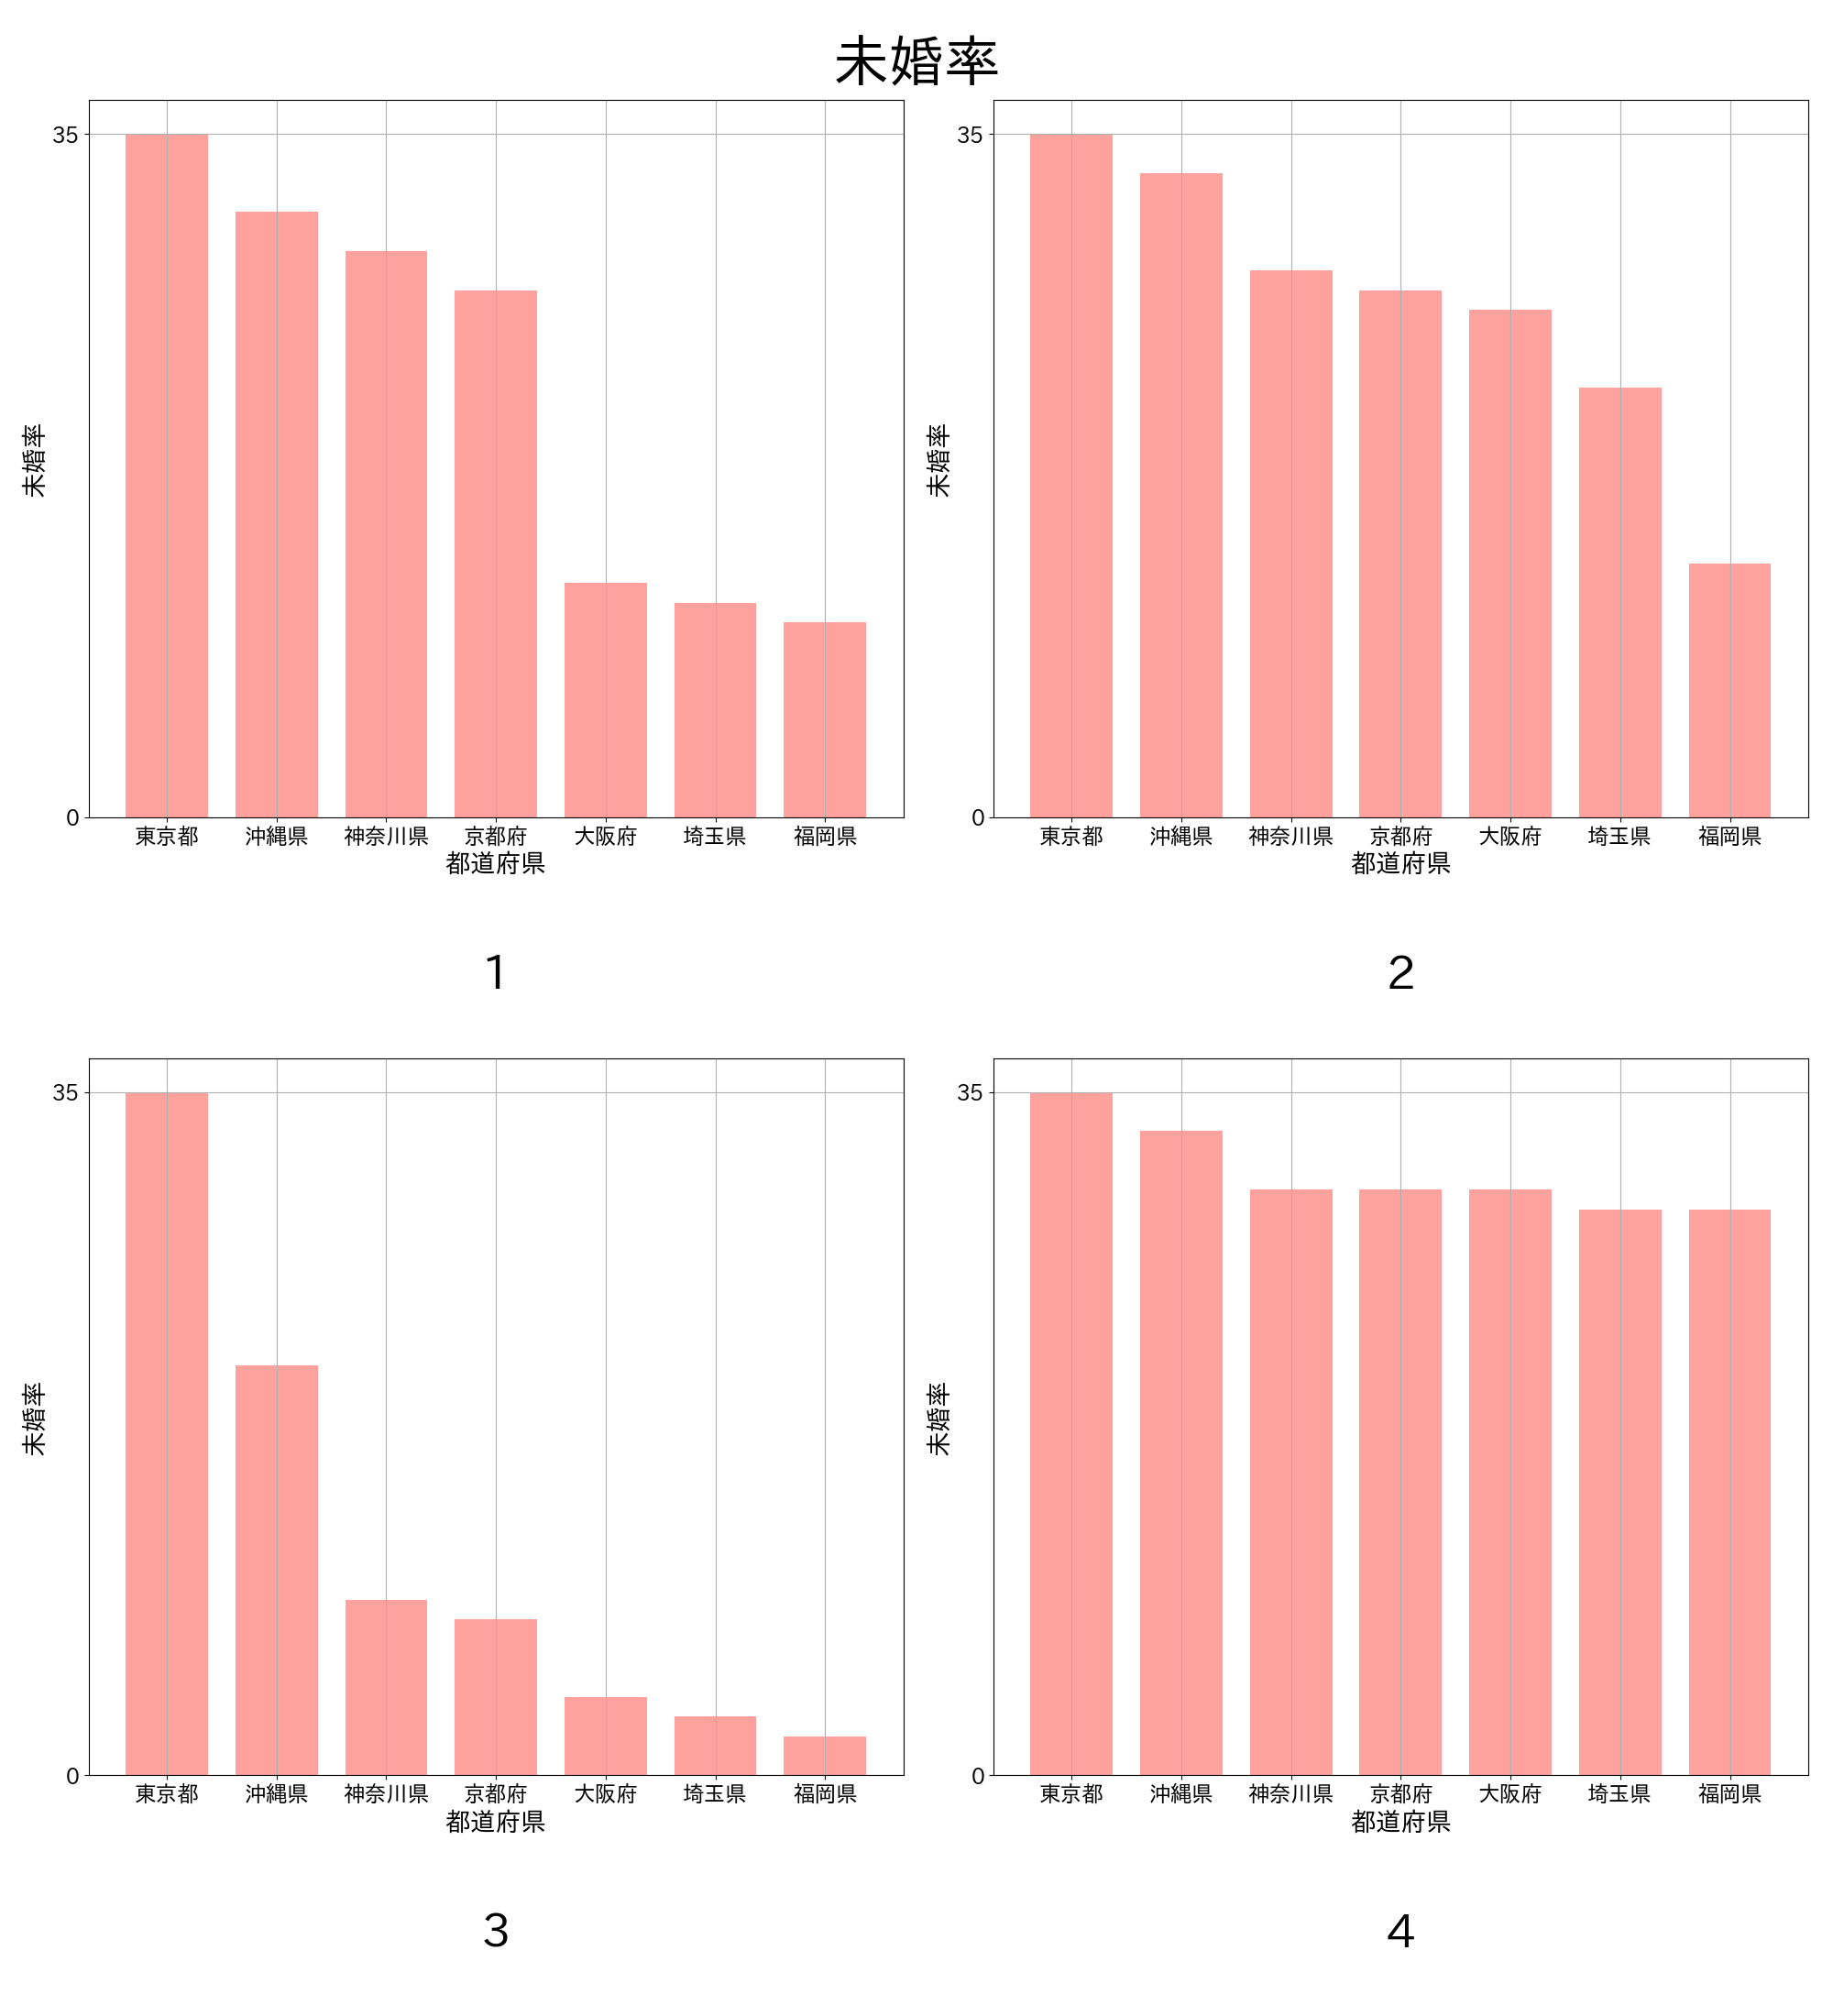 未婚率
35
0
未婚率
東京都 沖縄県 神奈川県 京都府 大阪府 埼玉県 福岡県
都道府県
1
35
0
未婚率
東京都 沖縄県 神奈川県 京都府 大阪府 埼玉県 福岡県
都道府県
2
35
0
未婚率
東京都 沖縄県 神奈川県 京都府 大阪府 埼玉県 福岡県
都道府県
3
35
0
未婚率
東京都 沖縄県 神奈川県 京都府 大阪府 埼玉県 福岡県
都道府県
4